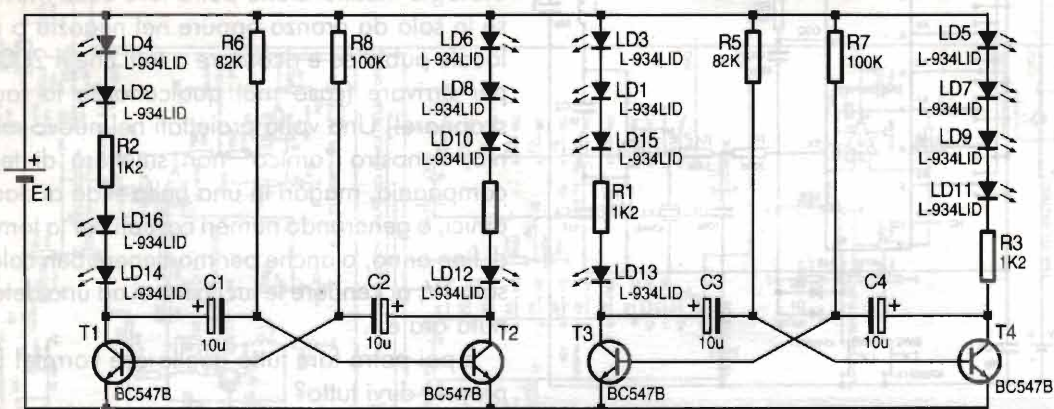 LD4
L-934LID
LD2
L-934LID
R2
1K2
LD16
L-934LID
LD14
L-934LID
R6
82K
R8
100K
LD6
L-934LID
LD8
L-934LID
LD10
L-934LID
LD12
L-934LID
+
E1
C1
+
10u
C2
+
10u
T1
BC547B
T2
BC547B
LD3
L-934LID
LD1
L-934LID
LD15
L-934LID
R1
1K2
LD13
L-934LID
R5
82K
R7
100K
LD5
L-934LID
LD7
L-934LID
LD9
L-934LID
LD11
L-934LID
R3
1K2
C3
+
10u
C4
+
10u
T3
BC547B
T4
BC547B